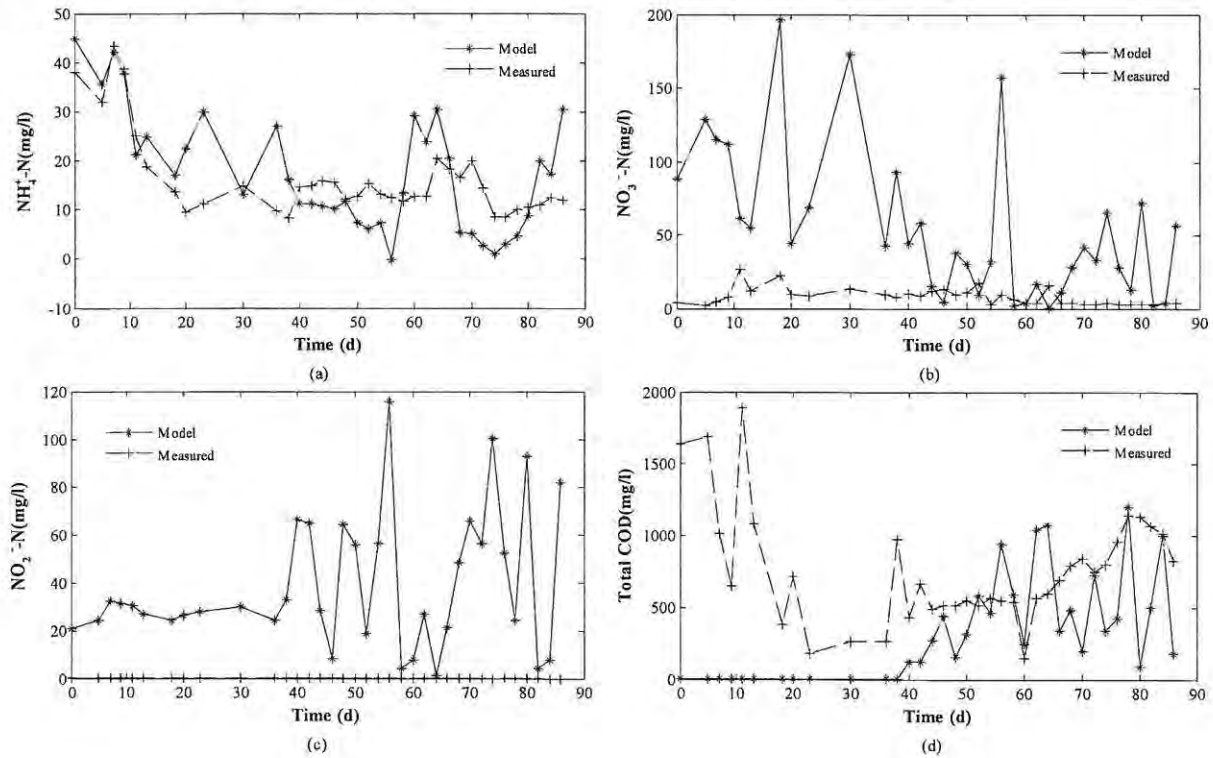 50
40
30
20
10
0
-10
NH₄⁺-N(mg/l)
Model
Measured
0 10 20 30 40 50 60 70 80 90
Time (d)
(a)
200
150
100
50
0
NO₃⁻-N(mg/l)
Model
Measured
0 10 20 30 40 50 60 70 80 90
Time (d)
(b)
120
100
80
60
40
20
0
NO₂⁻-N(mg/l)
Model
Measured
0 10 20 30 40 50 60 70 80 90
Time (d)
(c)
2000
1500
1000
500
0
Total COD(mg/l)
Model
Measured
0 10 20 30 40 50 60 70 80 90
Time (d)
(d)